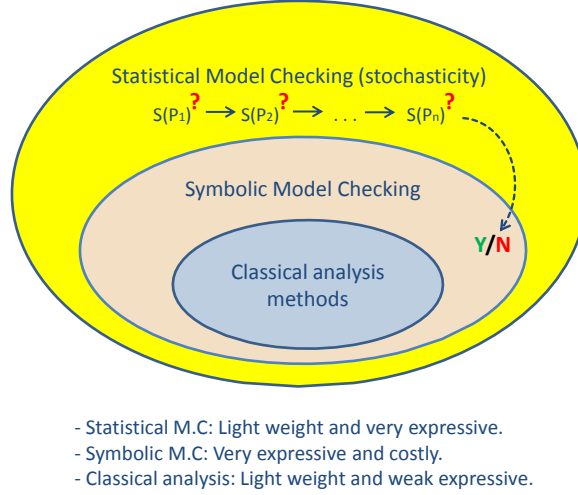 Statistical Model Checking (stochasticity)
S(P₁)? → S(P₂)? → . . . → S(Pₙ)?
Symbolic Model Checking
Y/N
Classical analysis
methods
- Statistical M.C: Light weight and very expressive.
- Symbolic M.C: Very expressive and costly.
- Classical analysis: Light weight and weak expressive.